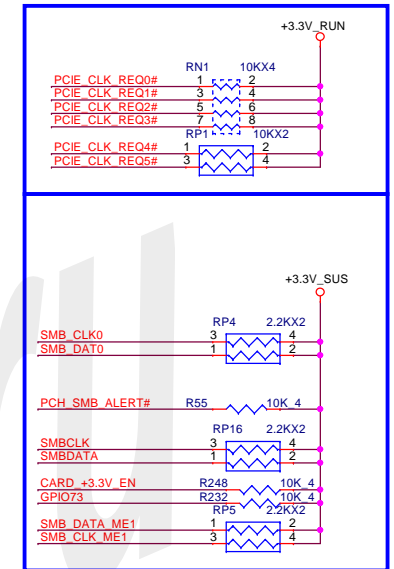 +3.3V_RUN
RN1 10KX4
PCIE_CLK_REQ0# 1 2
PCIE_CLK_REQ1# 3 4
PCIE_CLK_REQ2# 5 6
PCIE_CLK_REQ3# 7 8
RP1 10KX2
PCIE_CLK_REQ4# 1 2
PCIE_CLK_REQ5# 3 4
+3.3V_SUS
RP4 2.2KX2
SMB_CLK0 3 4
SMB_DAT0 1 2
PCH_SMB_ALERT# R55 10K_4
RP16 2.2KX2
SMBCLK 3 4
SMBDATA 1 2
CARD_+3.3V_EN R248 10K_4
GPIO73 R232 10K_4
RP5 2.2KX2
SMB_DATA_ME1 1 2
SMB_CLK_ME1 3 4